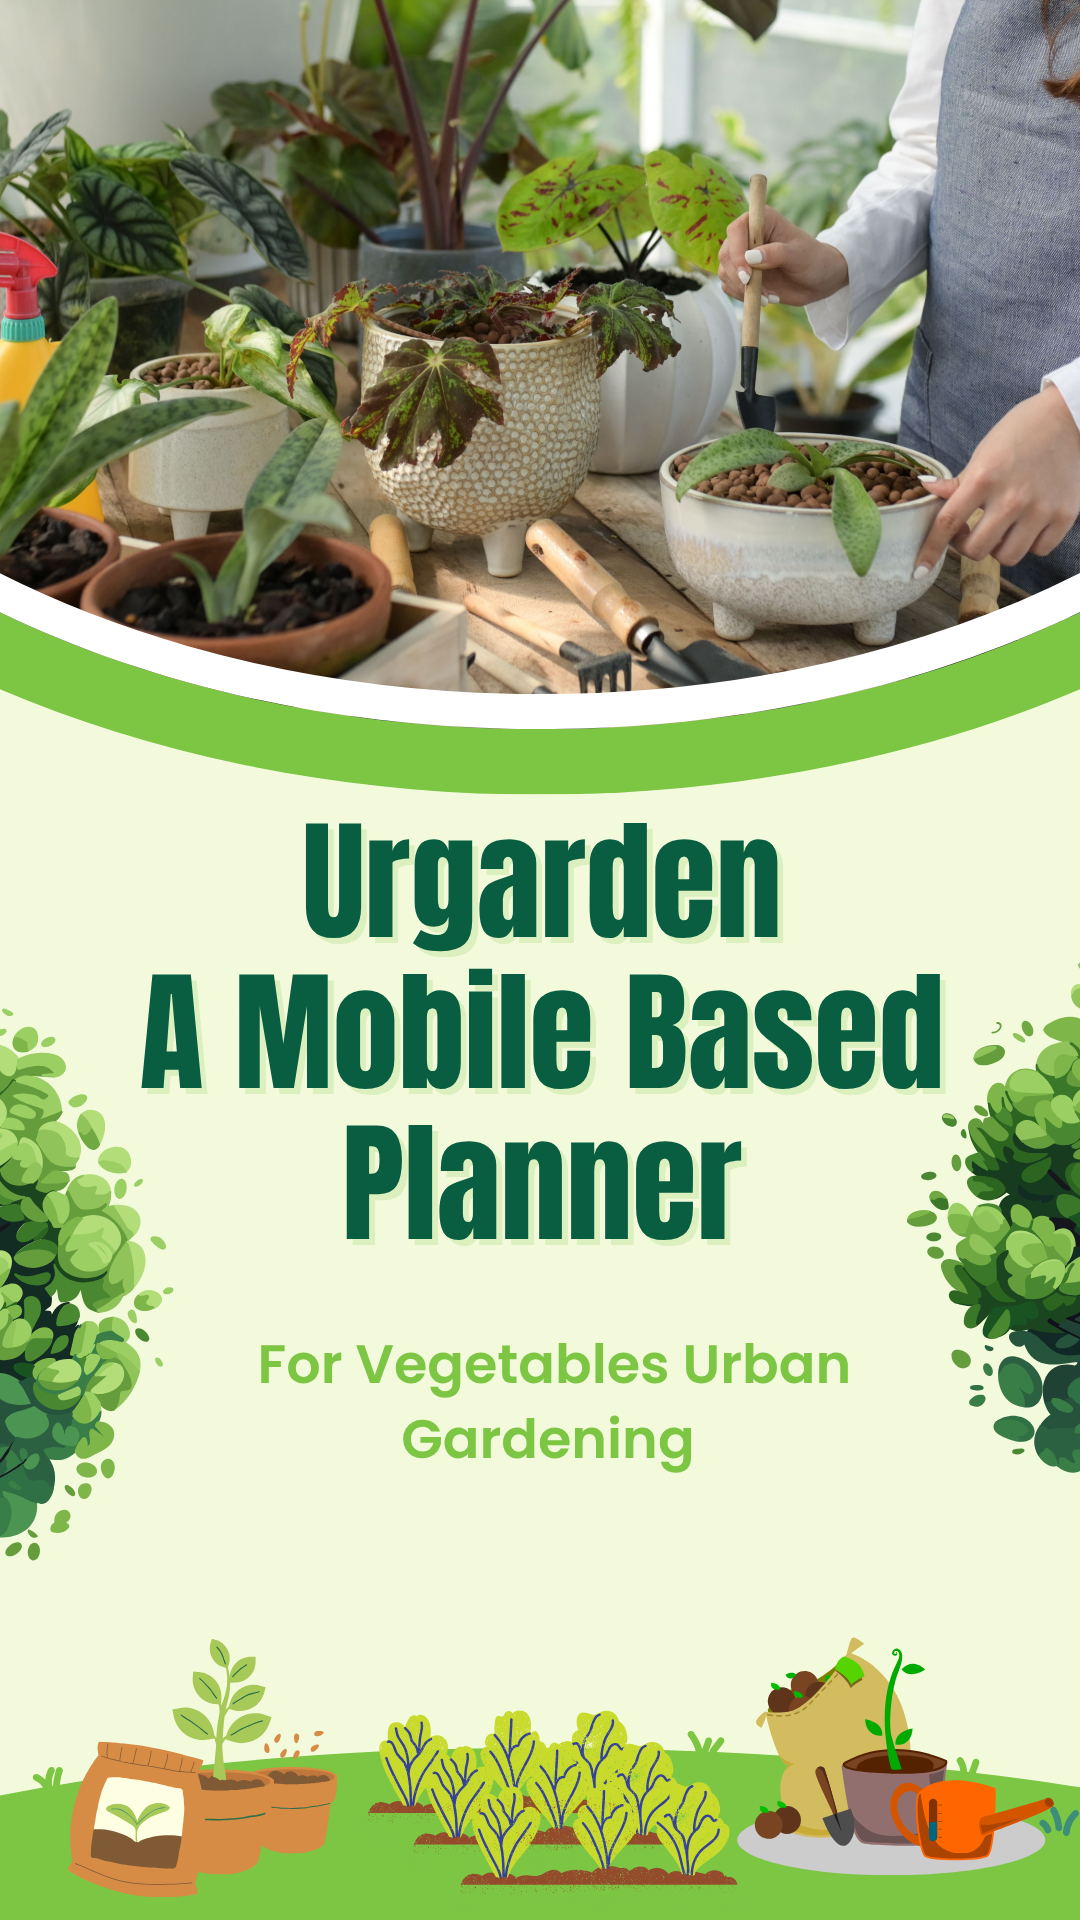 Urgarden
A Mobile Based
Planner
For Vegetables Urban
Gardening